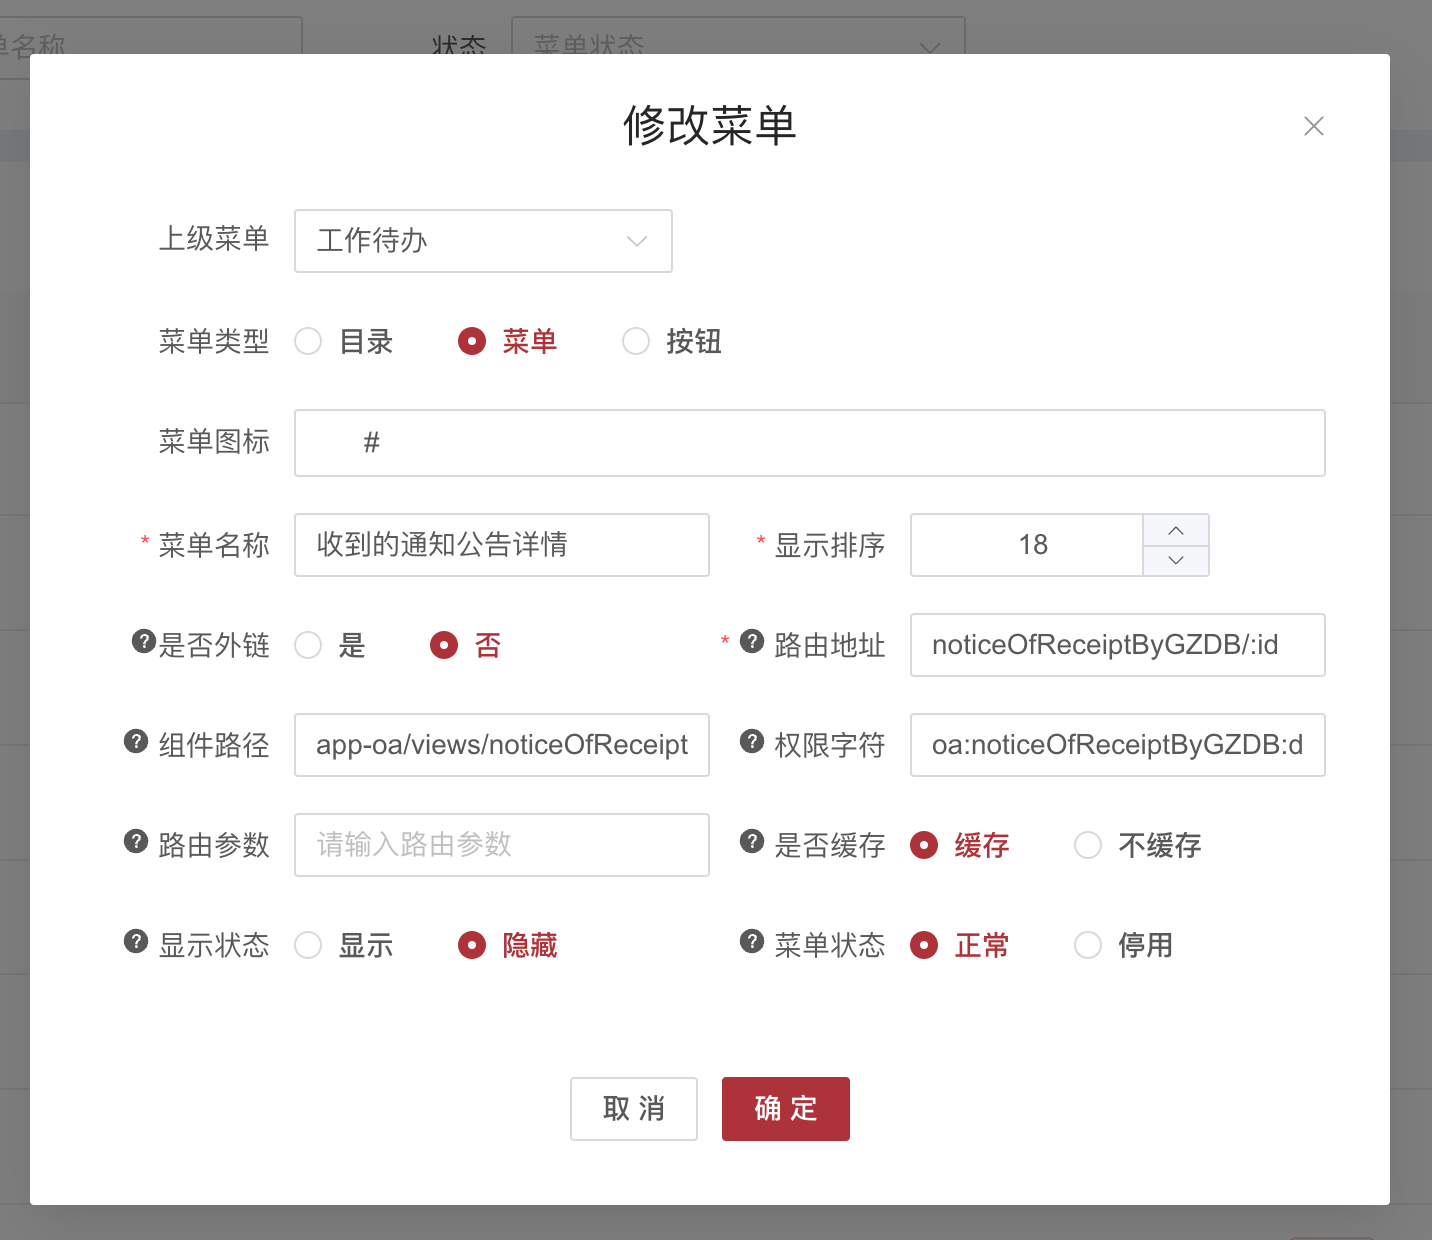 单名称 状态 菜单状态
修改菜单
上级菜单 工作待办
菜单类型 目录 菜单 按钮
菜单图标 #
* 菜单名称 收到的通知公告详情 * 显示排序 18
? 是否外链 是 否 * ? 路由地址 noticeOfReceiptByGZDB/:id
? 组件路径 app-oa/views/noticeOfReceipt ? 权限字符 oa:noticeOfReceiptByGZDB:d
? 路由参数 请输入路由参数 ? 是否缓存 缓存 不缓存
? 显示状态 显示 隐藏 ? 菜单状态 正常 停用
取消 确定